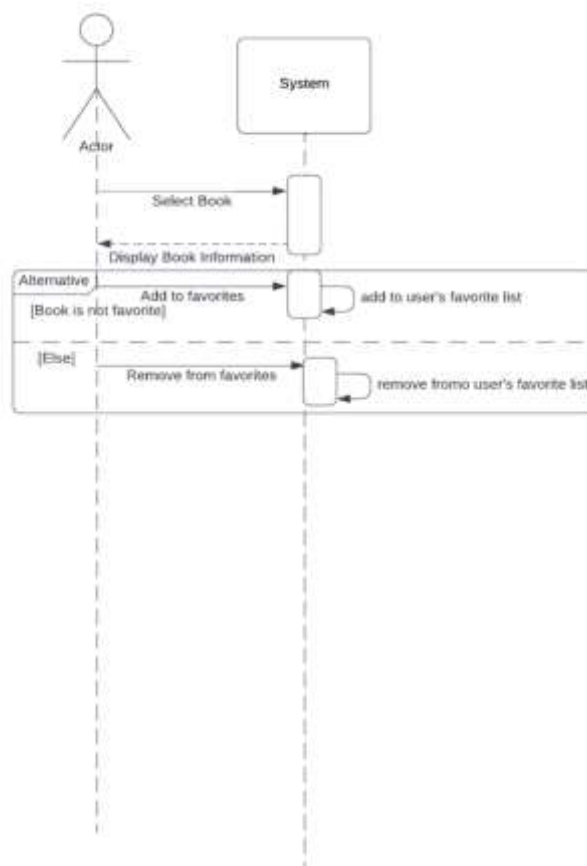 System
Actor
Select Book
Display Book Information
Alternative
Add to favorites
add to user's favorite list
[Book is not favorite]
[Else]
Remove from favorites
remove fromo user's favorite list